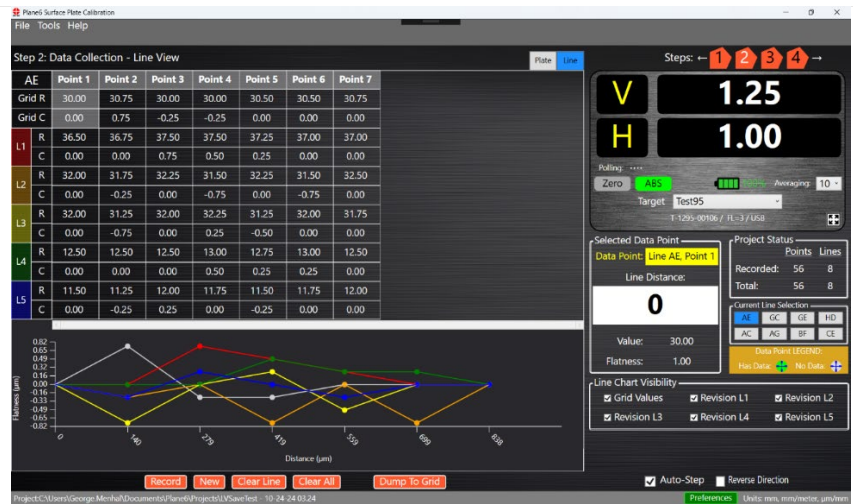 Plane6 Surface Plate Calibration
File Tools Help
Step 2: Data Collection - Line View
Plate Line
Steps: ← 1 2 3 4 →
AE Point 1 Point 2 Point 3 Point 4 Point 5 Point 6 Point 7
Grid R 30.00 30.75 30.00 30.00 30.50 30.50 30.75
Grid C 0.00 0.75 -0.25 -0.25 0.00 0.00 0.00
L1 R 36.50 36.75 37.50 37.50 37.25 37.00 37.00
C 0.00 0.00 0.75 0.50 0.25 0.00 0.00
L2 R 32.00 31.75 32.25 31.50 32.25 31.50 32.50
C 0.00 -0.25 0.00 -0.75 0.00 -0.75 0.00
L3 R 32.00 31.25 32.00 32.25 31.25 32.00 31.75
C 0.00 -0.75 0.00 0.25 -0.50 0.00 0.00
L4 R 12.50 12.50 12.50 13.00 12.75 13.00 12.50
C 0.00 0.00 0.00 0.50 0.25 0.25 0.00
L5 R 11.50 11.25 12.00 11.75 11.50 11.75 12.00
C 0.00 -0.25 0.25 0.00 -0.25 0.00 0.00
V 1.25
H 1.00
Polling: ....
Zero ABS Averaging: 10
Target Test95
T-1295-00106 / FL=3 / USB
Selected Data Point
Data Point: Line AE, Point 1
Line Distance:
0
Value: 30.00
Flatness: 1.00
Project Status
Points Lines
Recorded: 56 8
Total: 56 8
Current Line Selection
AE GC GE HD
AC AG BF CE
Data Point LEGEND:
Has Data: No Data:
Line Chart Visibility
Grid Values Revision L1 Revision L2
Revision L3 Revision L4 Revision L5
Flatness (µm)
0.82
0.65
0.49
0.32
0.16
0.00
-0.16
-0.33
-0.49
-0.65
-0.82
0 140 279 419 559 699 838
Distance (µm)
Record New Clear Line Clear All Dump To Grid
Auto-Step Reverse Direction
Project:C:\Users\George.Menhal\Documents\Plane6\Projects\LVSaveTest - 10-24-24 03.24
Preferences Units: mm, mm/meter, µm/mm